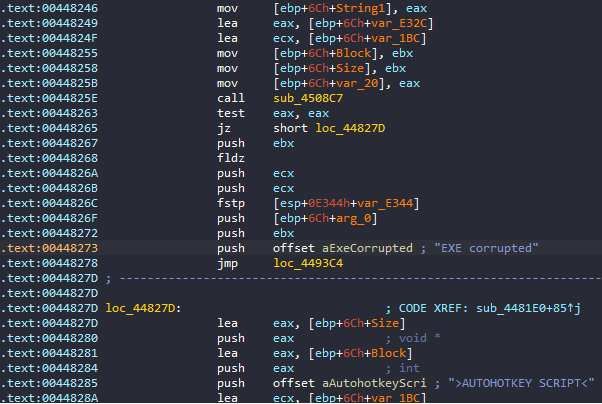 .text:00448246 mov [ebp+6Ch+String1], eax
.text:00448249 lea eax, [ebp+6Ch+var_E32C]
.text:0044824F lea ecx, [ebp+6Ch+var_1BC]
.text:00448255 mov [ebp+6Ch+Block], ebx
.text:00448258 mov [ebp+6Ch+Size], ebx
.text:0044825B mov [ebp+6Ch+var_20], eax
.text:0044825E call sub_4508C7
.text:00448263 test eax, eax
.text:00448265 jz short loc_44827D
.text:00448267 push ebx
.text:00448268 fldz
.text:0044826A push ecx
.text:0044826B push ecx
.text:0044826C fstp [esp+0E344h+var_E344]
.text:0044826F push [ebp+6Ch+arg_0]
.text:00448272 push ebx
.text:00448273 push offset aExeCorrupted ; "EXE corrupted"
.text:00448278 jmp loc_4493C4
.text:0044827D ; ---------------------------------------------------------------------------
.text:0044827D
.text:0044827D loc_44827D: ; CODE XREF: sub_4481E0+85↑j
.text:0044827D lea eax, [ebp+6Ch+Size]
.text:00448280 push eax ; void *
.text:00448281 lea eax, [ebp+6Ch+Block]
.text:00448284 push eax ; int
.text:00448285 push offset aAutohotkeyScri ; ">AUTOHOTKEY SCRIPT<"
.text:0044828A lea ecx, [ebp+6Ch+var_1BC]